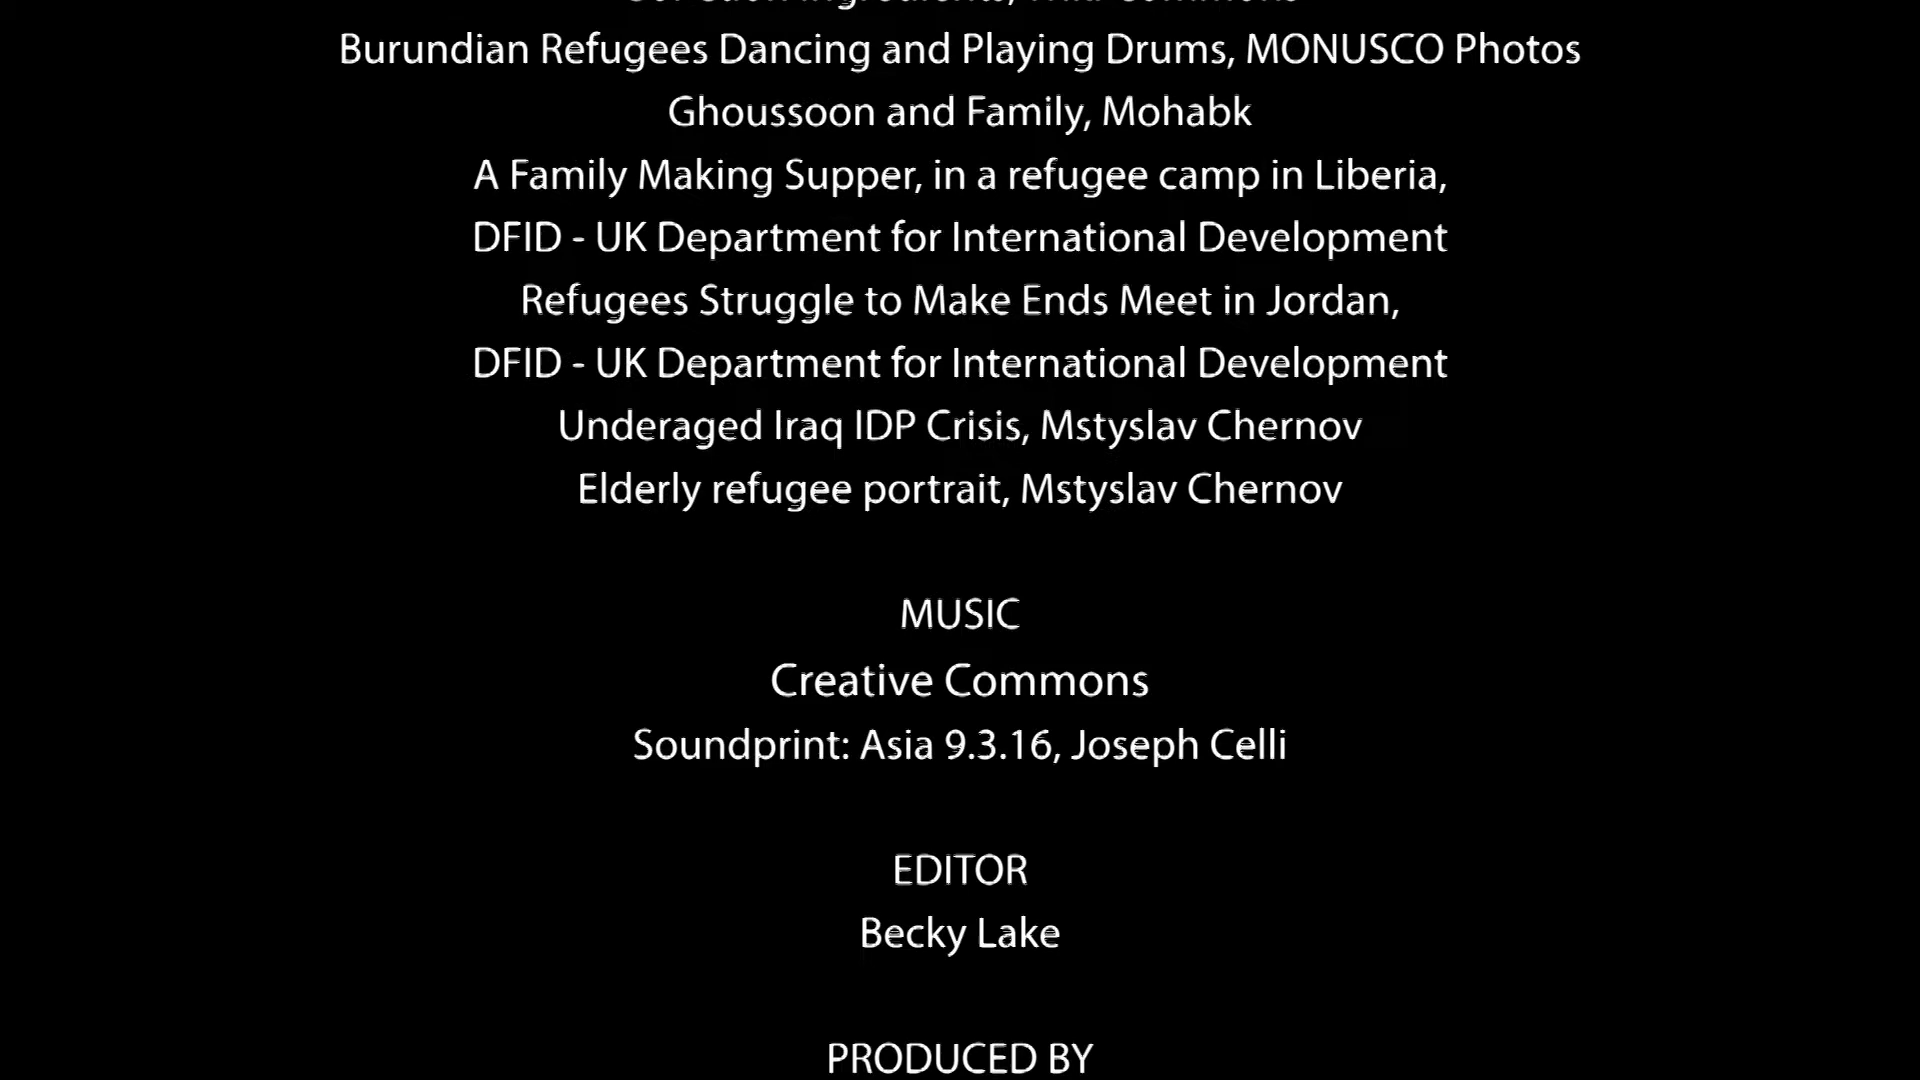 Burundian Refugees Dancing and Playing Drums, MONUSCO Photos
Ghoussoon and Family, Mohabk
A Family Making Supper, in a refugee camp in Liberia,
DFID - UK Department for International Development
Refugees Struggle to Make Ends Meet in Jordan,
DFID - UK Department for International Development
Underaged Iraq IDP Crisis, Mstyslav Chernov
Elderly refugee portrait, Mstyslav Chernov
MUSIC
Creative Commons
Soundprint: Asia 9.3.16, Joseph Celli
EDITOR
Becky Lake
PRODUCED BY